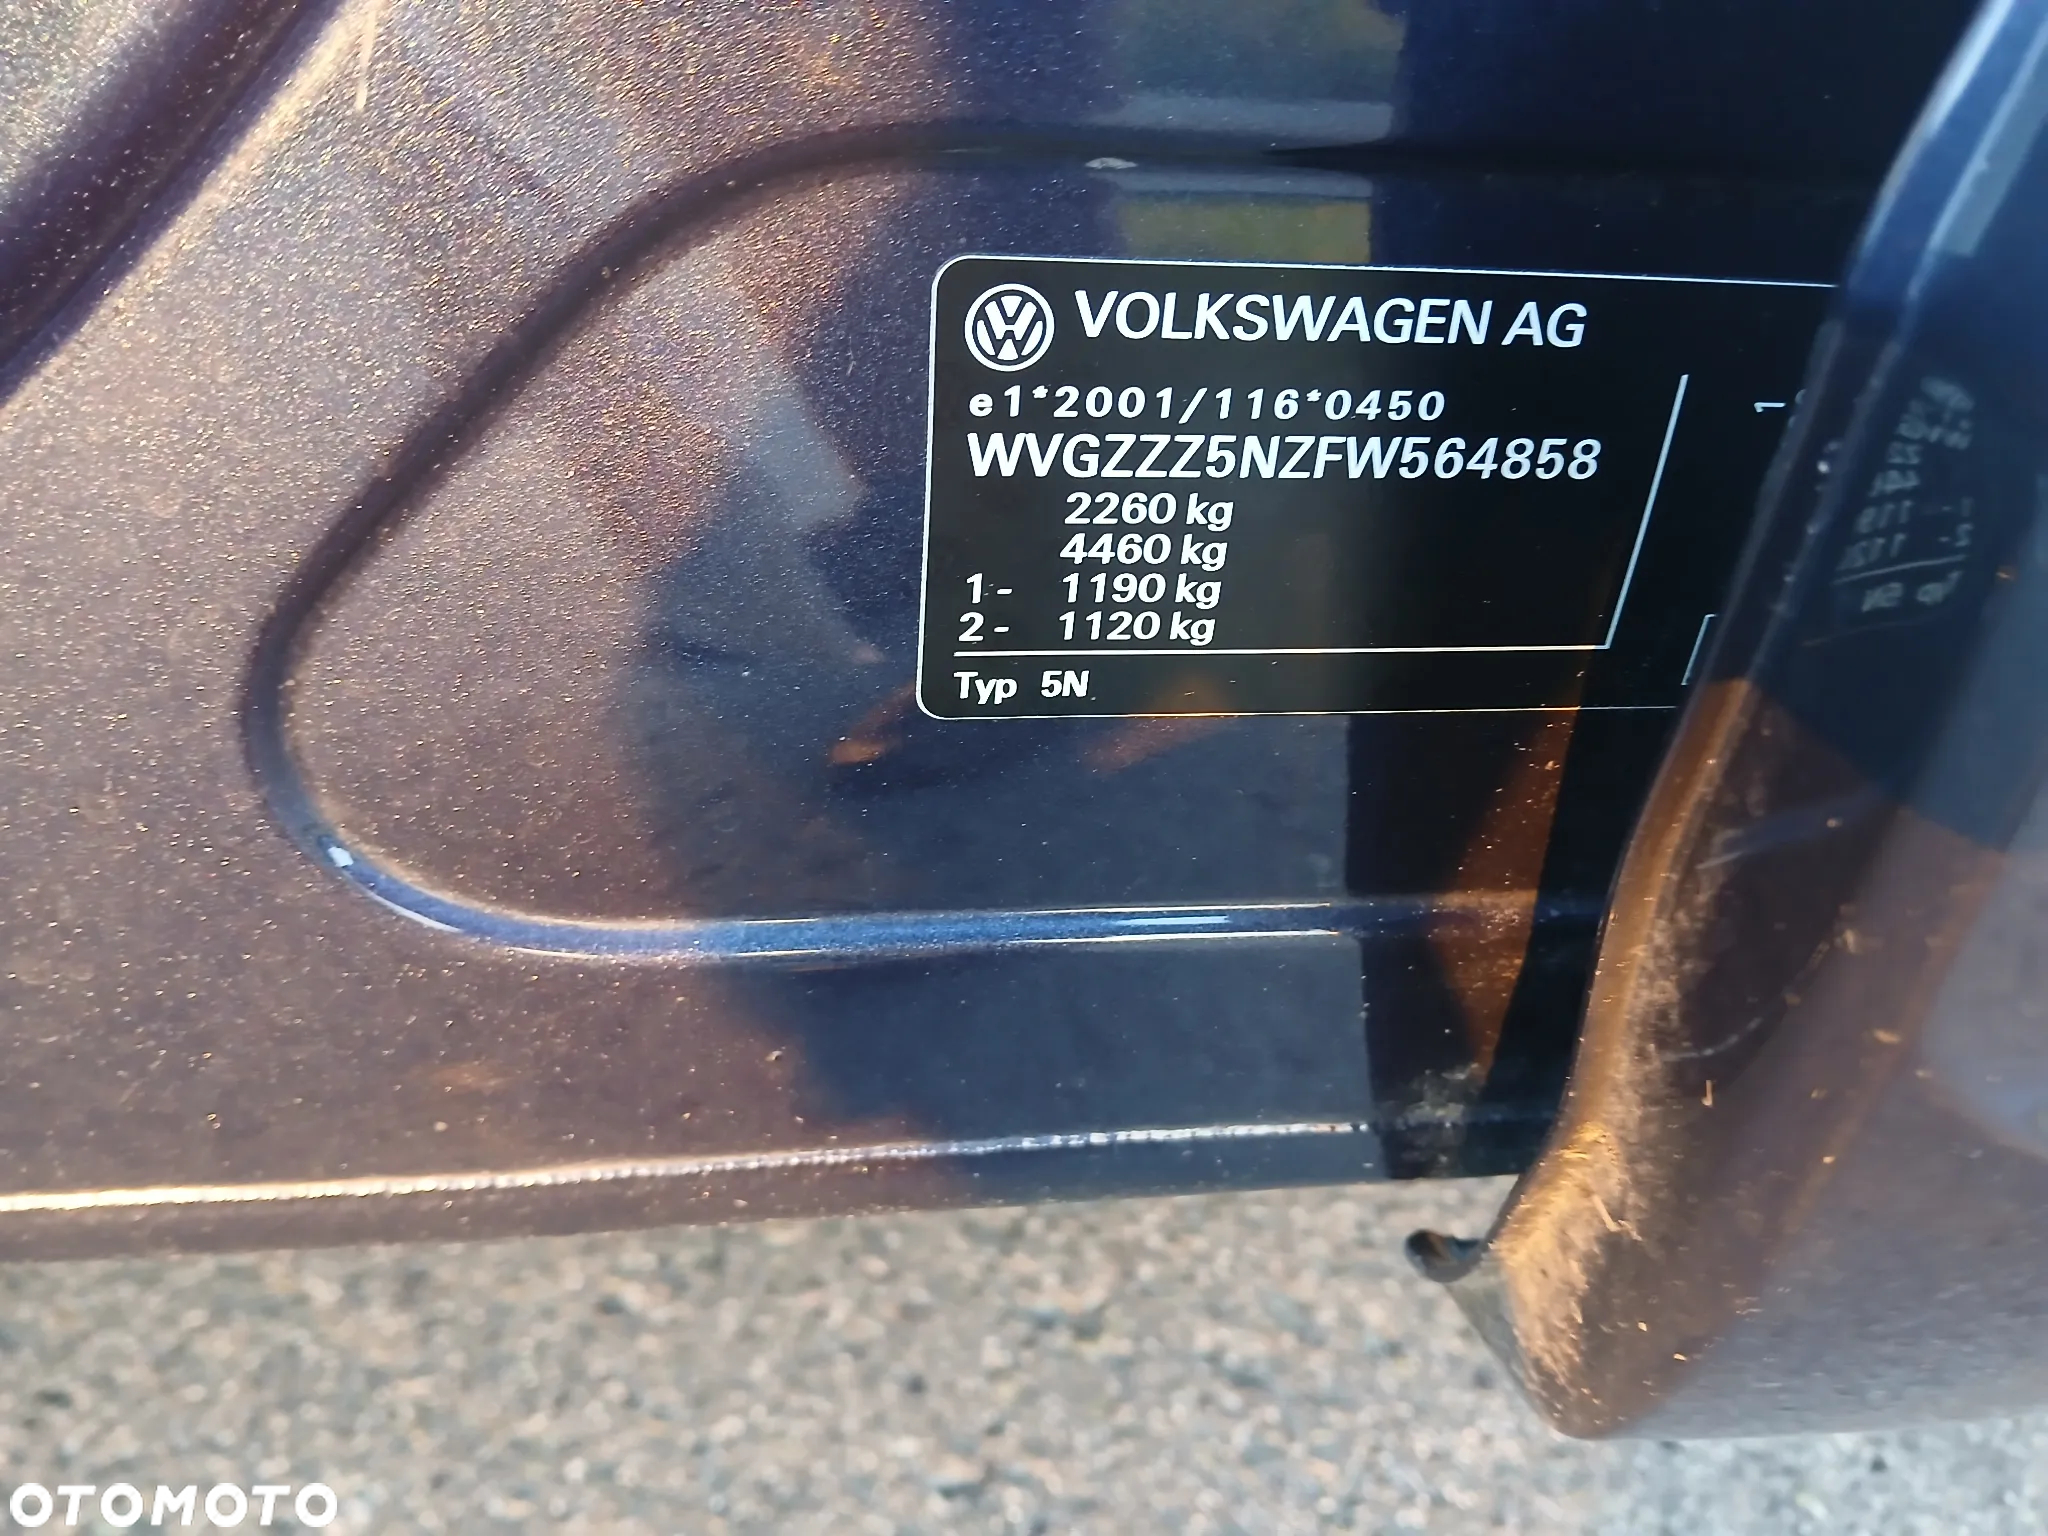 VOLKSWAGEN AG
e1*2001/116*0450
WVGZZZ5NZFW564858
2260 kg
4460 kg
1- 1190 kg
2- 1120 kg
Typ 5N
OTOMOTO